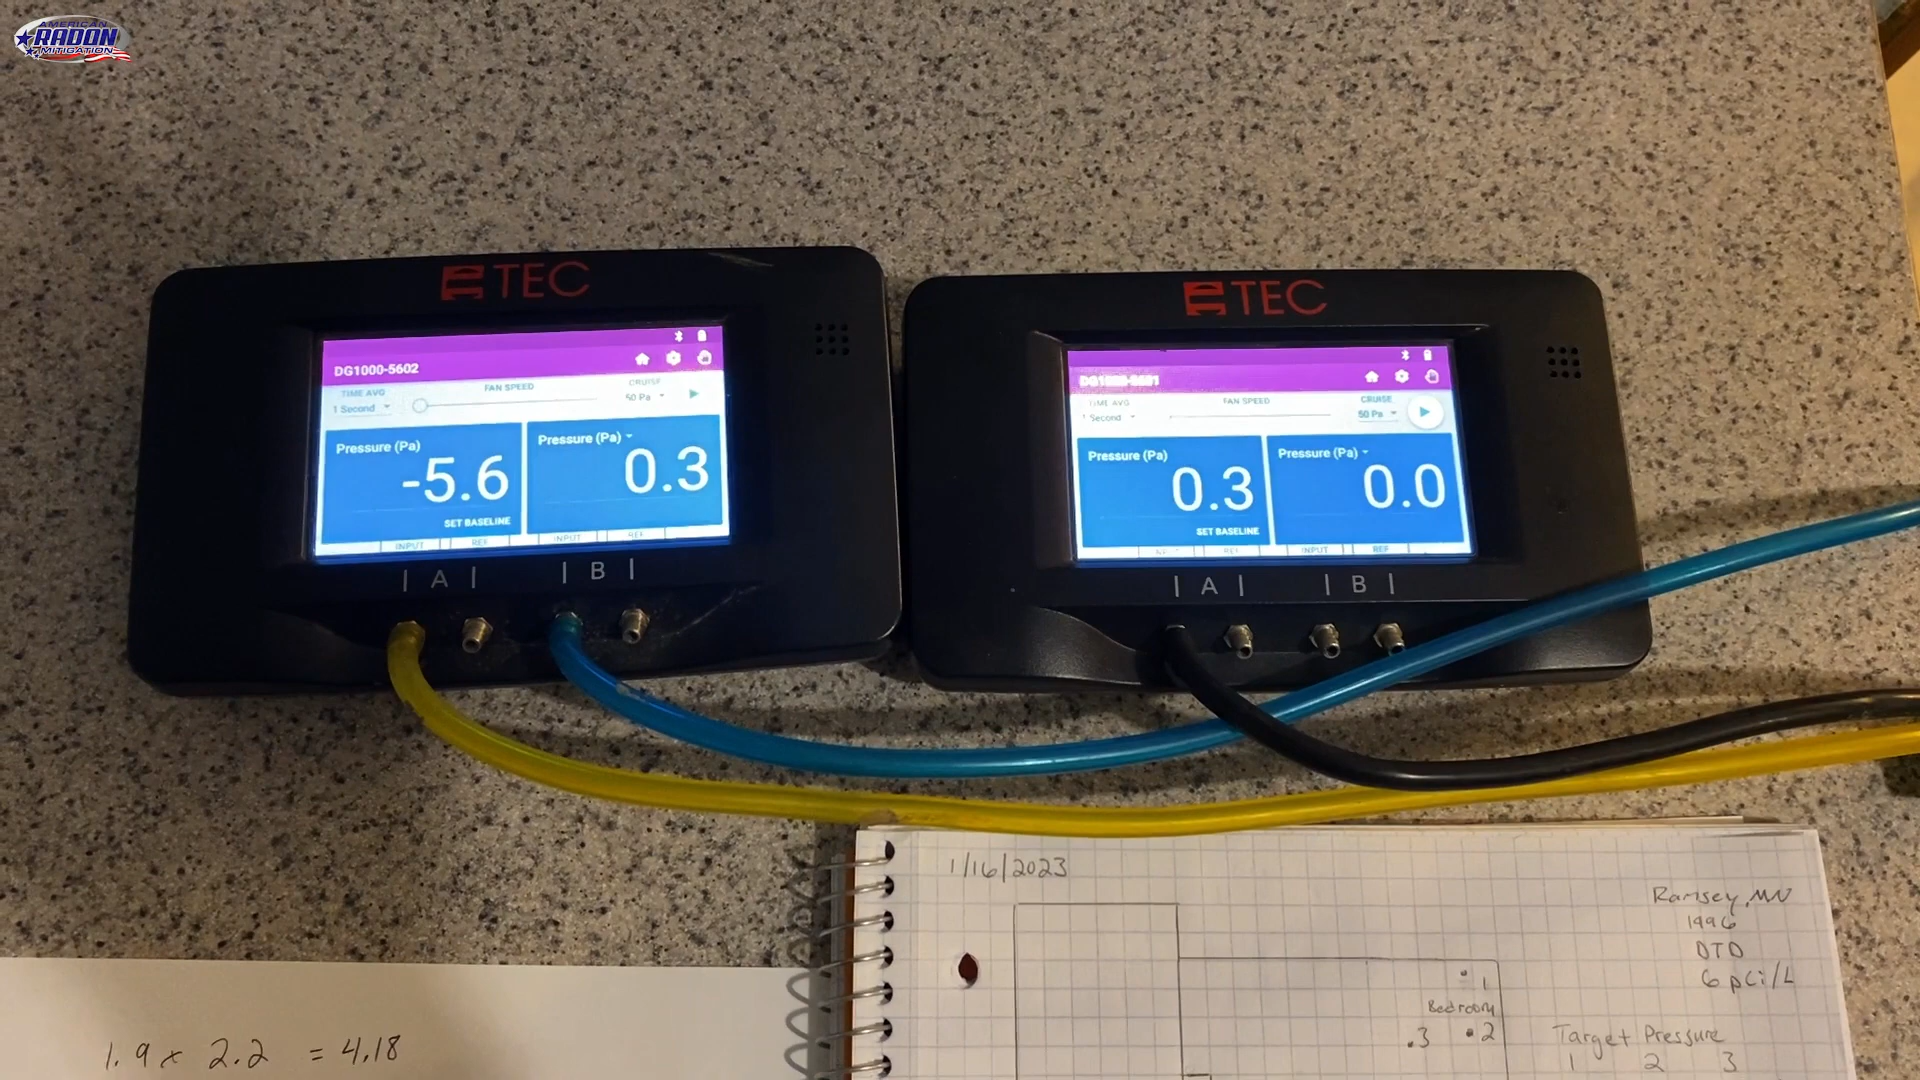 AMERICAN
RADON
MITIGATION
TEC
DG1000-5602
TIME AVG
1 Second
FAN SPEED
CRUISE
50 Pa
Pressure (Pa)
-5.6
SET BASELINE
Pressure (Pa)
0.3
INPUT REF INPUT REF
A B
TEC
TIME AVG
1 Second
FAN SPEED
CRUISE
50 Pa
Pressure (Pa)
0.3
SET BASELINE
Pressure (Pa)
0.0
REF INPUT REF
A B
1/16/2023
Ramsey, MN
1996
DTD
6 pCi/L
1
Bedroom
.3 2
Target Pressure
1 2 3
1.9 x 2.2 = 4.18